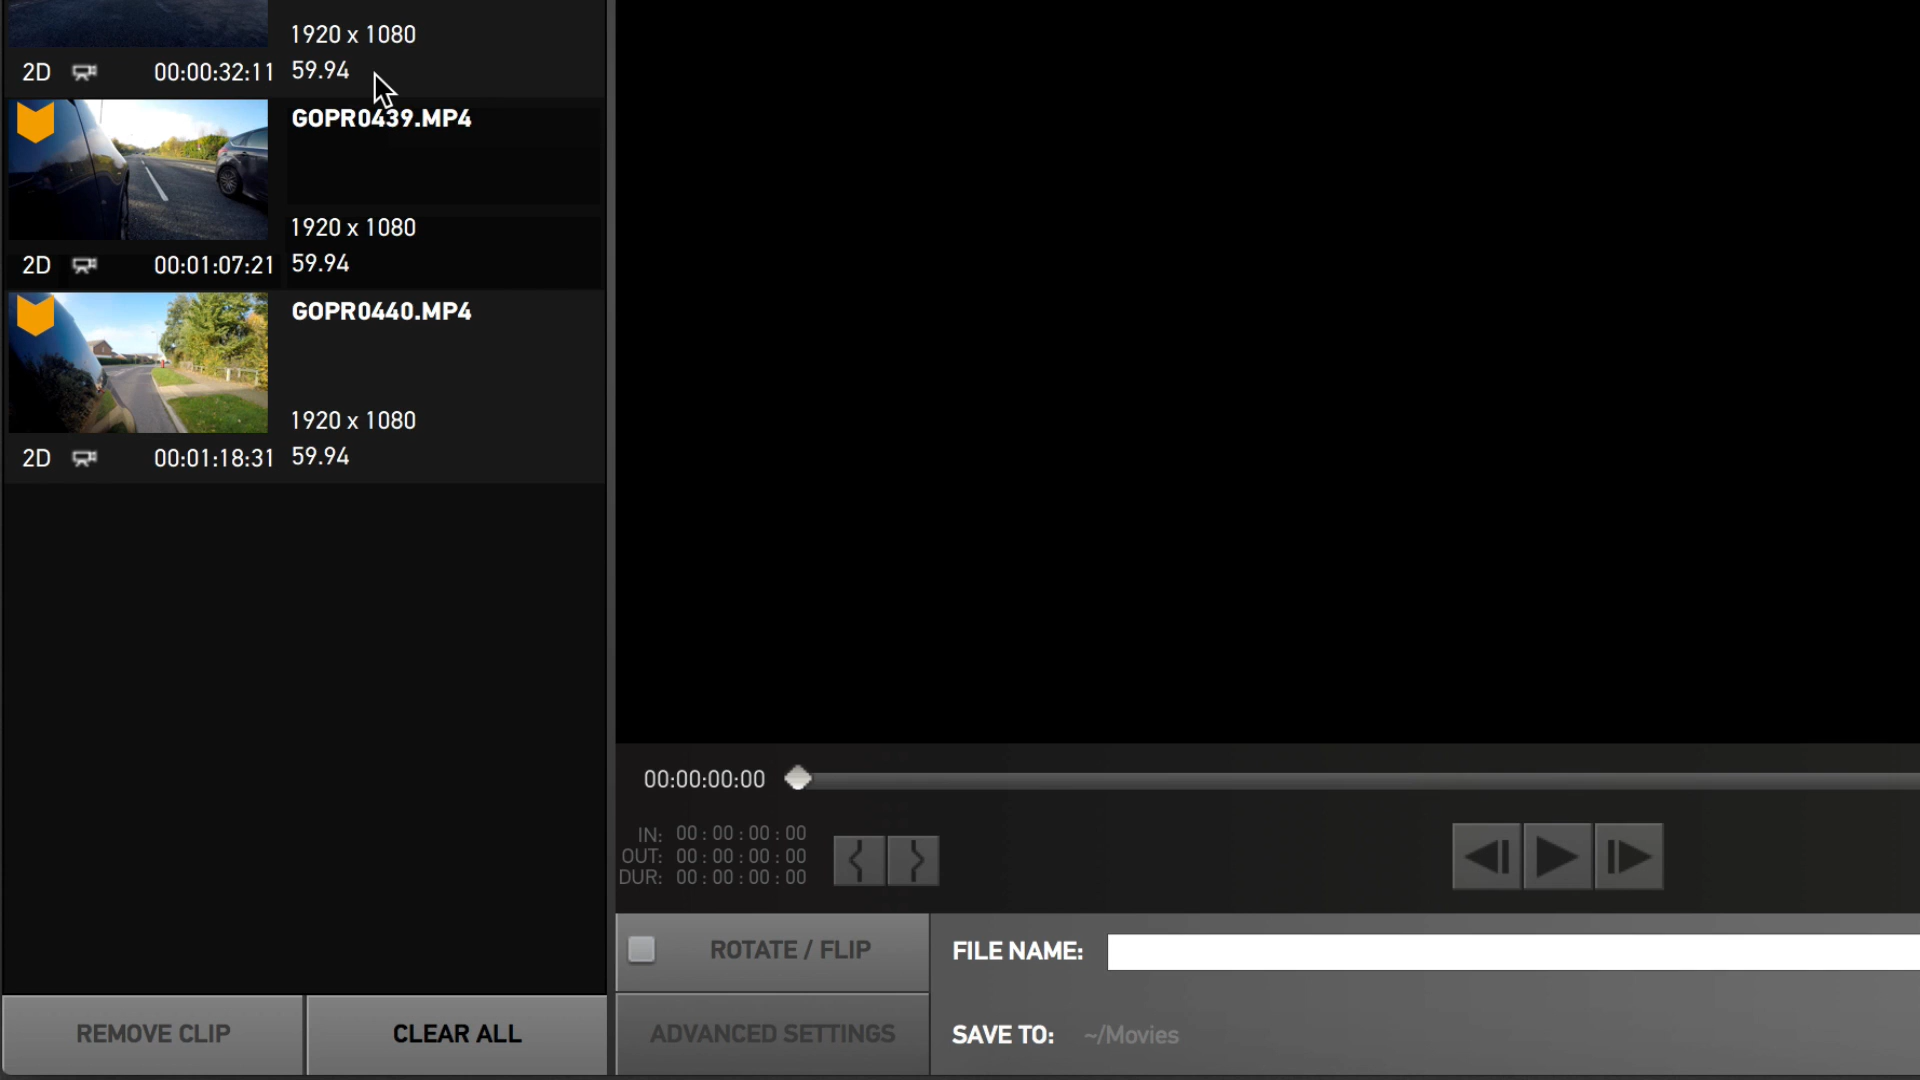 1920 x 1080
2D 00:00:32:11 59.94
GOPR0439.MP4
1920 x 1080
2D 00:01:07:21 59.94
GOPR0440.MP4
1920 x 1080
2D 00:01:18:31 59.94
00:00:00:00
IN: 00 : 00 : 00 : 00
OUT: 00 : 00 : 00 : 00
DUR: 00 : 00 : 00 : 00
ROTATE / FLIP
FILE NAME:
REMOVE CLIP
CLEAR ALL
ADVANCED SETTINGS
SAVE TO: ~/Movies